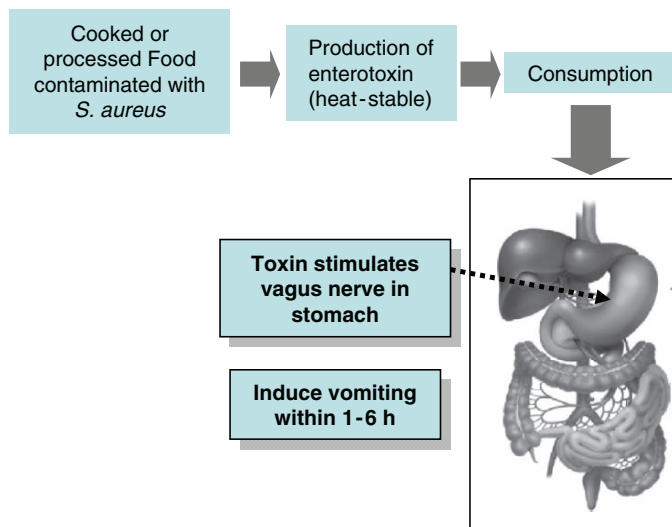 Cooked or
processed Food
contaminated with
S. aureus
Production of
enterotoxin
(heat-stable)
Consumption
Toxin stimulates
vagus nerve in
stomach
Induce vomiting
within 1-6 h